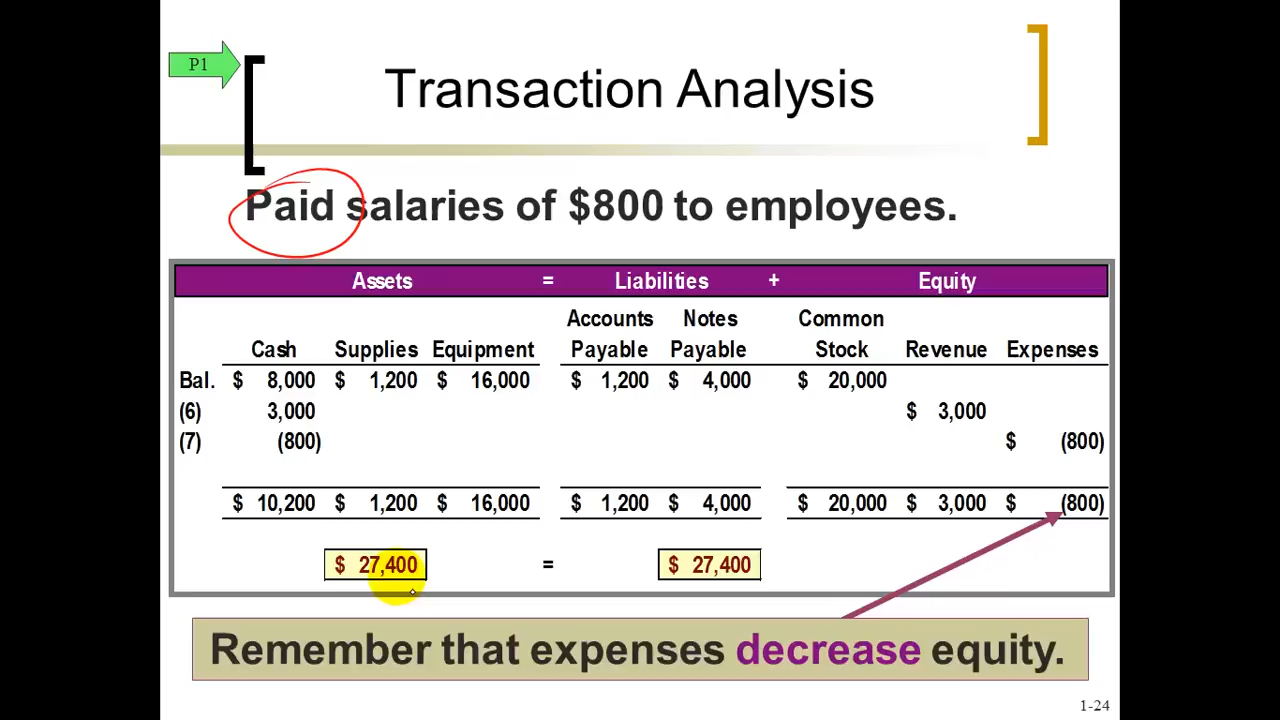 P1
Transaction Analysis
Paid salaries of $800 to employees.
Assets = Liabilities + Equity
Accounts Notes Common
Cash Supplies Equipment Payable Payable Stock Revenue Expenses
Bal. $ 8,000 $ 1,200 $ 16,000 $ 1,200 $ 4,000 $ 20,000
(6) 3,000 $ 3,000
(7) (800) $ (800)
$ 10,200 $ 1,200 $ 16,000 $ 1,200 $ 4,000 $ 20,000 $ 3,000 $ (800)
$ 27,400 = $ 27,400
Remember that expenses decrease equity.
1-24